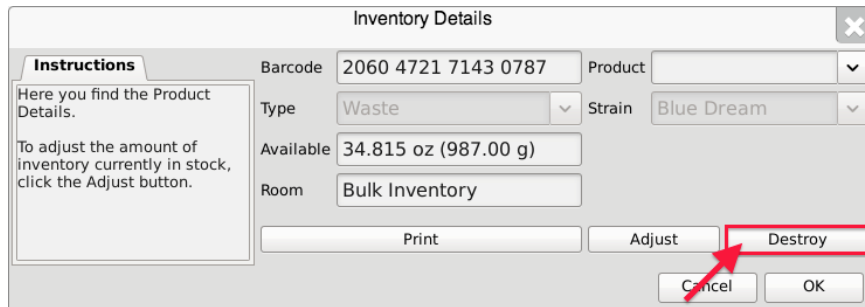 Inventory Details
Instructions
Here you find the Product
Details.
To adjust the amount of
inventory currently in stock,
click the Adjust button.
Barcode 2060 4721 7143 0787 Product
Type Waste Strain Blue Dream
Available 34.815 oz (987.00 g)
Room Bulk Inventory
Print Adjust Destroy
Cancel OK